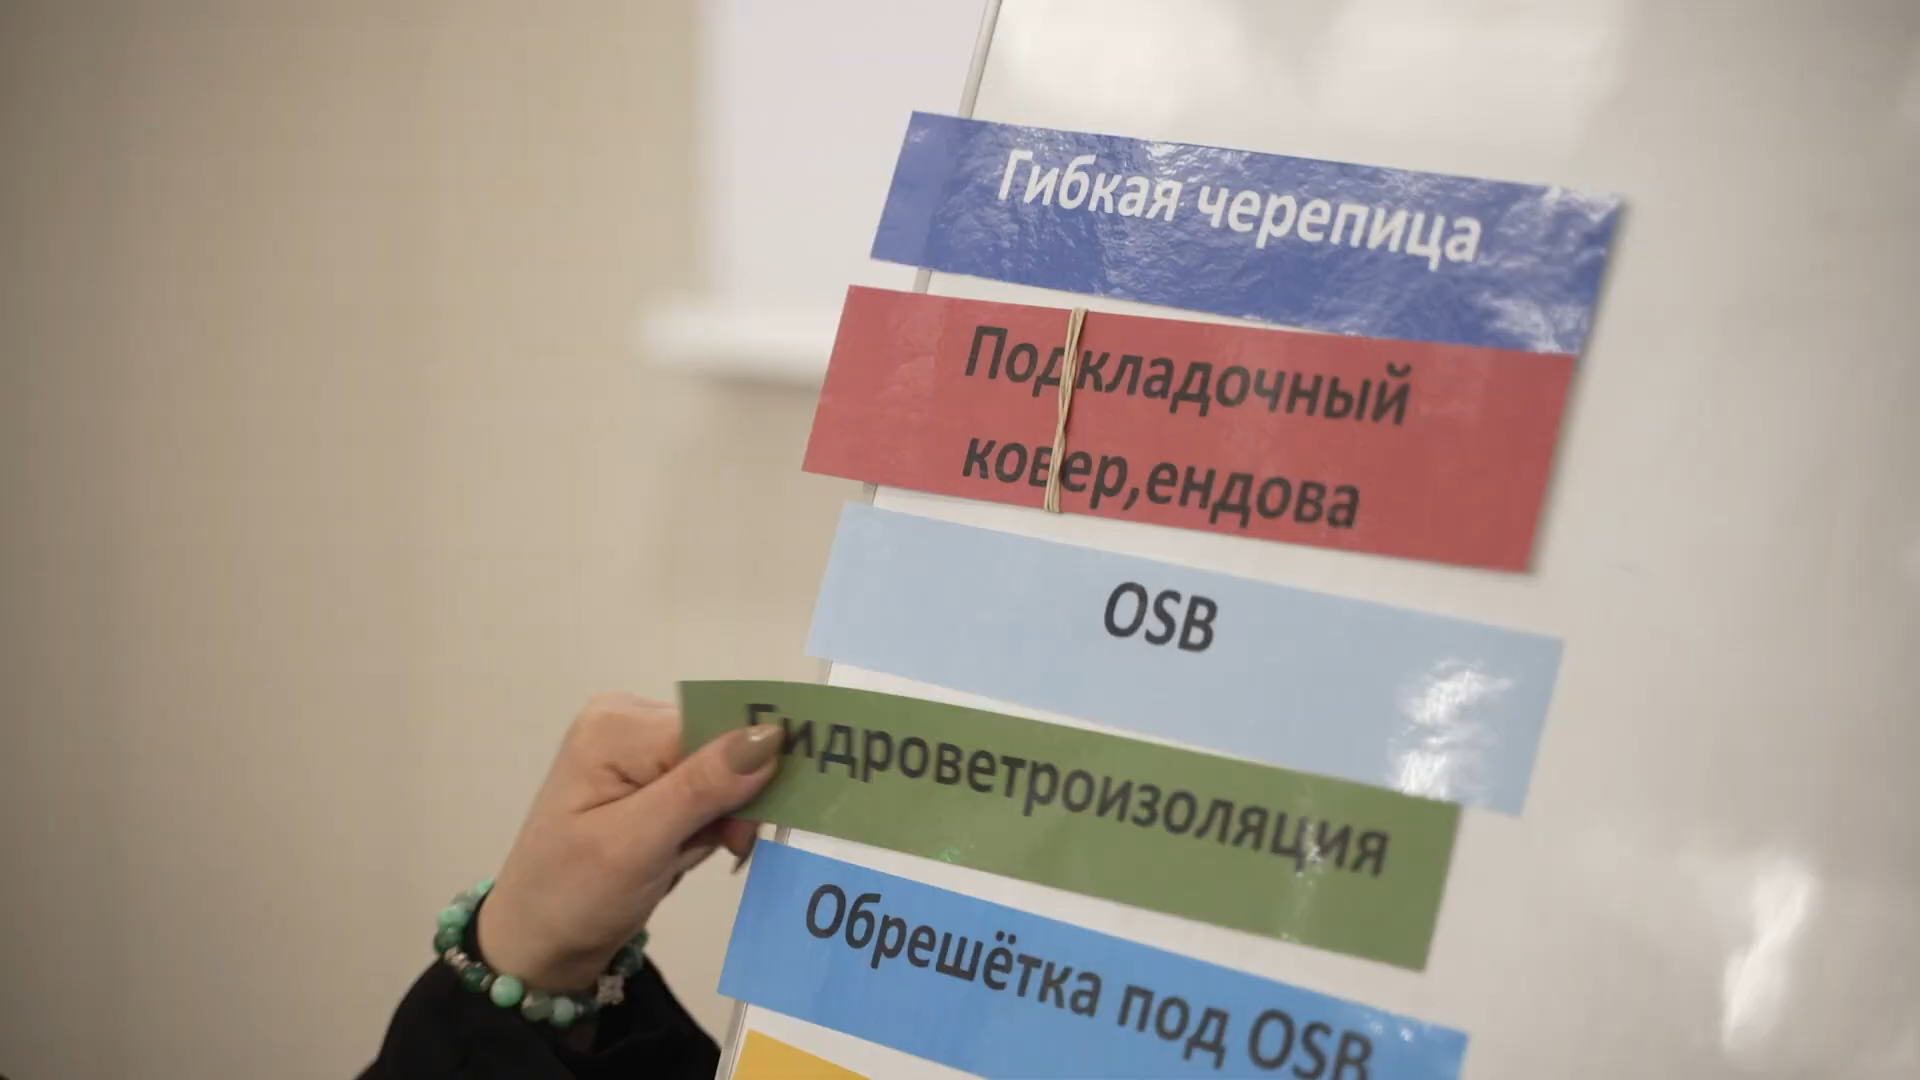 Гибкая черепица
Подкладочный
ковер,ендова
OSB
Гидроветроизоляция
Обрешётка под OSB